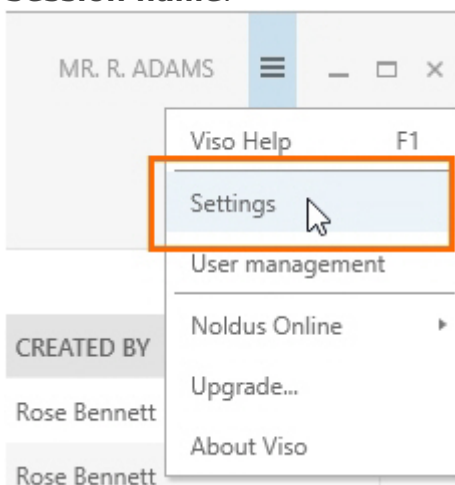 Session name.
MR. R. ADAMS
Viso Help F1
Settings
User management
Noldus Online
Upgrade...
About Viso
CREATED BY
Rose Bennett
Rose Bennett